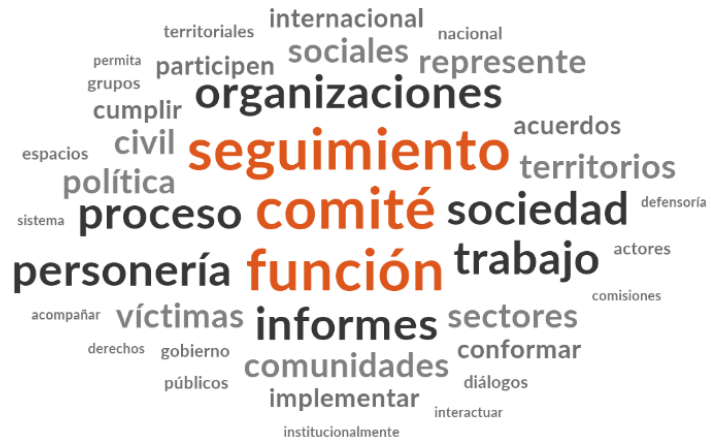 internacional
territoriales
nacional
sociales
represente
permita
participen
grupos
organizaciones
cumplir
acuerdos
civil
seguimiento
espacios
territorios
política
comité
sociedad
defensoría
sistema
proceso
trabajo
actores
personería
función
comisiones
acompañar
víctimas
informes
sectores
derechos
gobierno
conformar
comunidades
públicos
diálogos
implementar
interactuar
institucionalmente